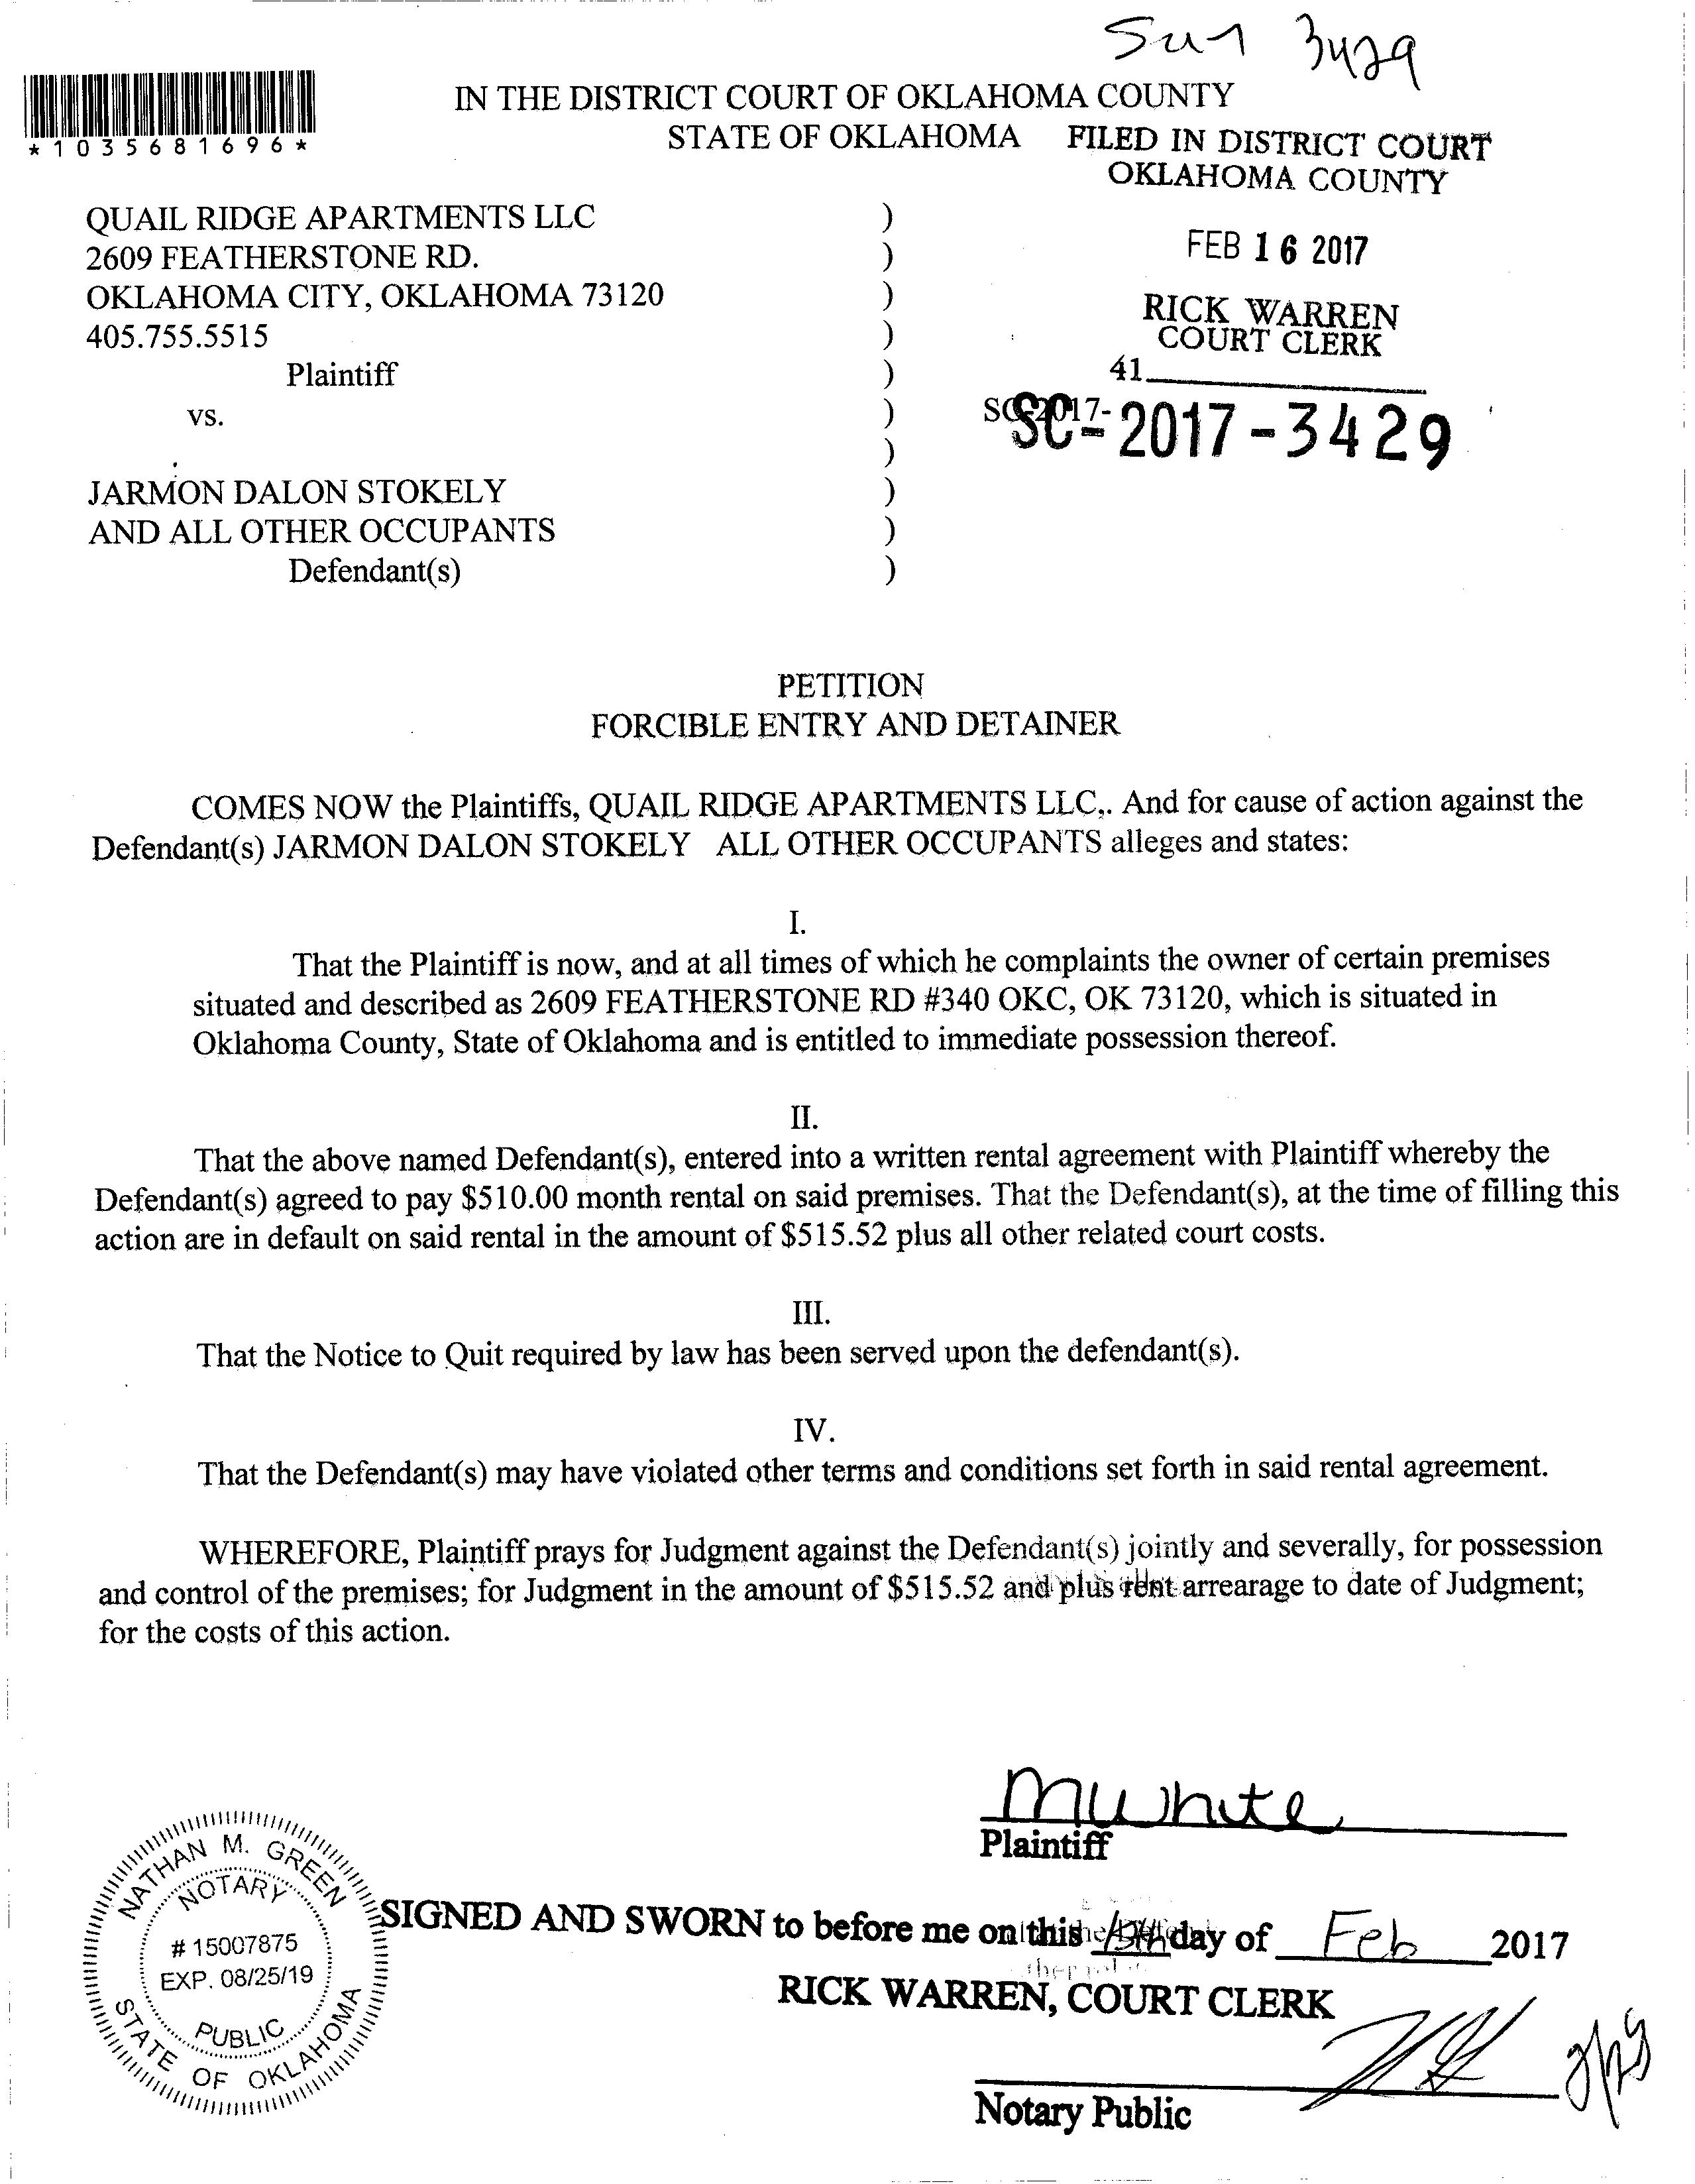 3429
IN THE DISTRICT COURT OF OKLAHOMA COUNTY
*1035681696*
STATE OF OKLAHOMA
FILED IN DISTRICT COURT
OKLAHOMA COUNTY
QUAIL RIDGE APARTMENTS LLC )
2609 FEATHERSTONE RD. )
FEB 16 2017
OKLAHOMA CITY, OKLAHOMA 73120 )
RICK WARREN
405.755.5515 )
COURT CLERK
Plaintiff )
41
vs. )
SC-2017-
SC-2017-3429
)
JARMON DALON STOKELY )
AND ALL OTHER OCCUPANTS )
Defendant(s) )
PETITION
FORCIBLE ENTRY AND DETAINER
COMES NOW the Plaintiffs, QUAIL RIDGE APARTMENTS LLC,. And for cause of action against the
Defendant(s) JARMON DALON STOKELY ALL OTHER OCCUPANTS alleges and states:
I.
That the Plaintiff is now, and at all times of which he complaints the owner of certain premises
situated and described as 2609 FEATHERSTONE RD #340 OKC, OK 73120, which is situated in
Oklahoma County, State of Oklahoma and is entitled to immediate possession thereof.
II.
That the above named Defendant(s), entered into a written rental agreement with Plaintiff whereby the
Defendant(s) agreed to pay $510.00 month rental on said premises. That the Defendant(s), at the time of filling this
action are in default on said rental in the amount of $515.52 plus all other related court costs.
III.
That the Notice to Quit required by law has been served upon the defendant(s).
IV.
That the Defendant(s) may have violated other terms and conditions set forth in said rental agreement.
WHEREFORE, Plaintiff prays for Judgment against the Defendant(s) jointly and severally, for possession
and control of the premises; for Judgment in the amount of $515.52 and plus rent arrearage to date of Judgment;
for the costs of this action.
MWhite
Plaintiff
NATHAN M. GREEN
NOTARY
# 15007875
EXP. 08/25/19
PUBLIC
STATE OF OKLAHOMA
SIGNED AND SWORN to before me on this day of Feb 2017
RICK WARREN, COURT CLERK
Notary Public